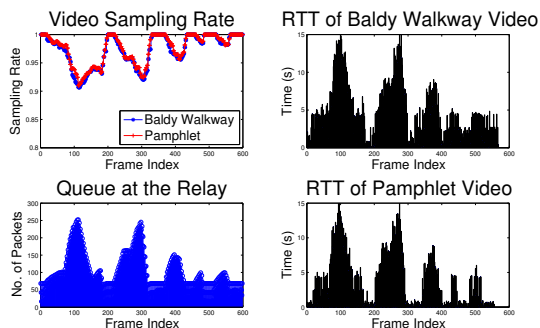 Video Sampling Rate
Sampling Rate
1
0.95
0.9
0.85
0.8
0 100 200 300 400 500 600
Frame Index
Baldy Walkway
Pamphlet
RTT of Baldy Walkway Video
Time (s)
15
10
5
0
0 100 200 300 400 500 600
Frame Index
Queue at the Relay
No. of Packets
300
250
200
150
100
50
0
0 100 200 300 400 500 600
Frame Index
RTT of Pamphlet Video
Time (s)
15
10
5
0
0 100 200 300 400 500 600
Frame Index